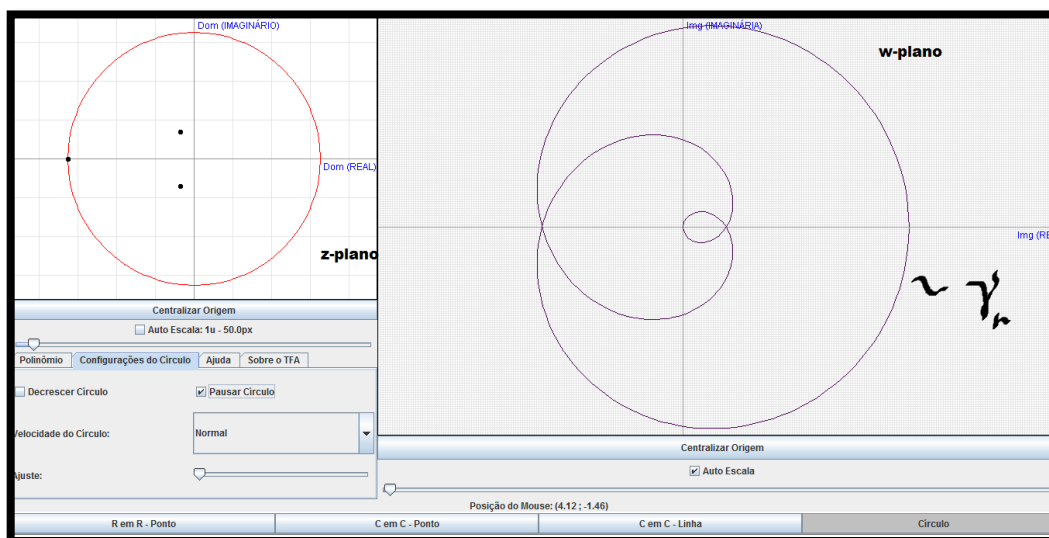 Dom (IMAGINÁRIO)
Dom (REAL)
z-plano
Img (IMAGINÁRIA)
w-plano
Img (RE
~ γ
Centralizar Origem
Auto Escala: 1u - 50.0px
Polinômio
Configurações do Círculo
Ajuda
Sobre o TFA
Decrescer Círculo
Pausar Círculo
Velocidade do Círculo:
Normal
Ajuste:
Centralizar Origem
Auto Escala
Posição do Mouse: (4.12 ; -1.46)
R em R - Ponto
C em C - Ponto
C em C - Linha
Círculo